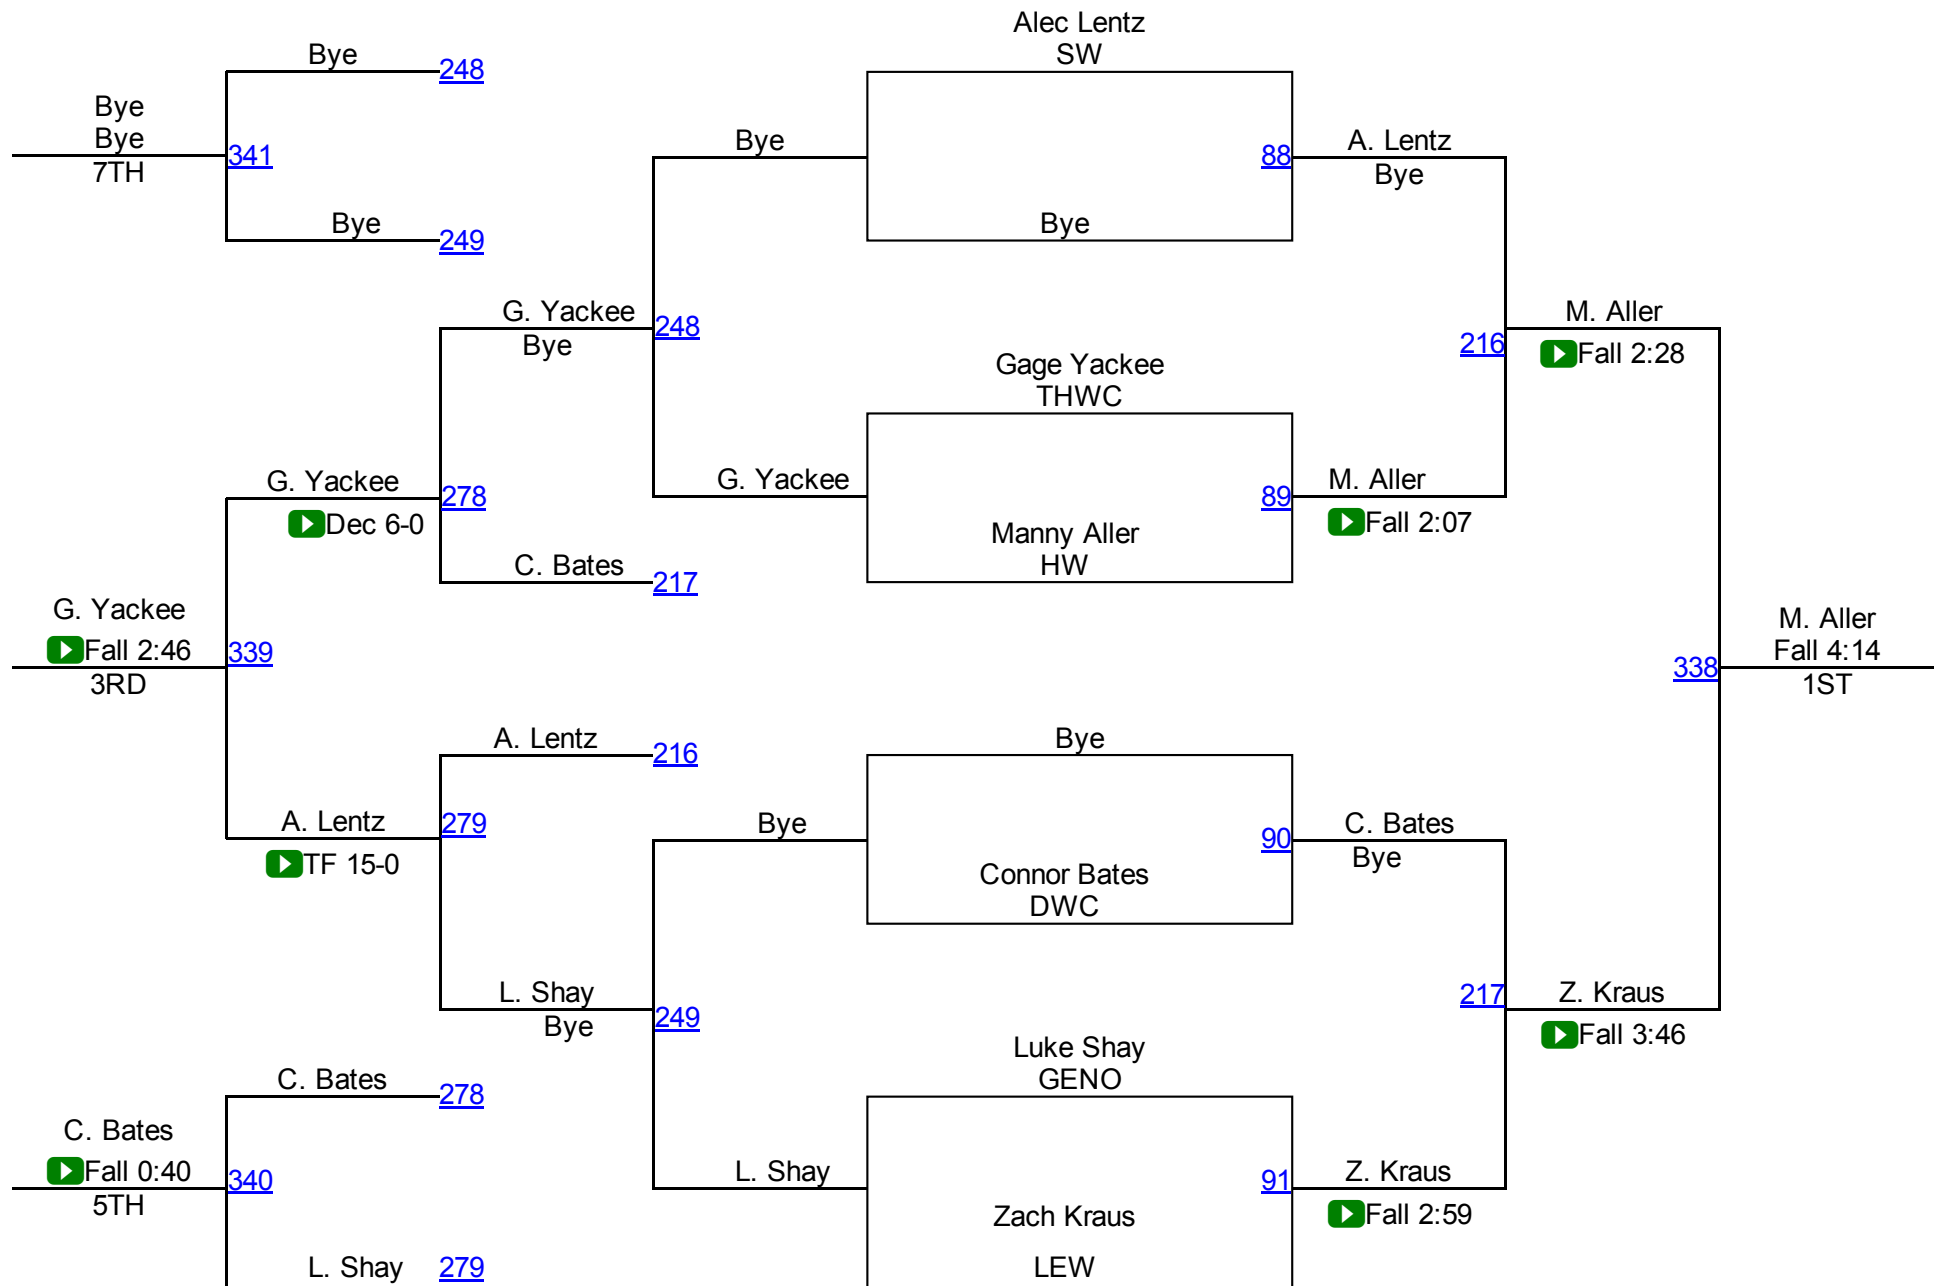 Alec Lentz
SW
Bye
248
Bye
Bye
7TH
341
Bye
88
A. Lentz
Bye
Bye
249
Bye
G. Yackee
Bye
248
216
M. Aller
Fall 2:28
Gage Yackee
THWC
G. Yackee
Dec 6-0
278
G. Yackee
89
M. Aller
Fall 2:07
Manny Aller
HW
C. Bates
217
G. Yackee
Fall 2:46
3RD
339
338
M. Aller
Fall 4:14
1ST
A. Lentz
216
Bye
A. Lentz
TF 15-0
279
Bye
90
C. Bates
Bye
Connor Bates
DWC
L. Shay
Bye
249
217
Z. Kraus
Fall 3:46
Luke Shay
GENO
C. Bates
278
C. Bates
Fall 0:40
5TH
340
L. Shay
91
Z. Kraus
Fall 2:59
Zach Kraus
LEW
L. Shay
279